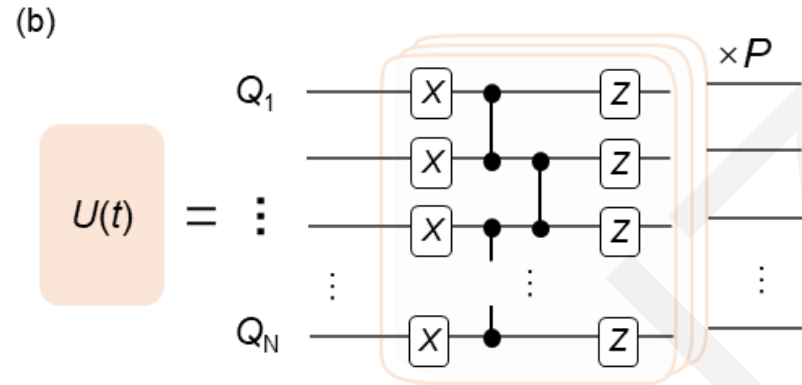 (b)
×P
Q1 X Z
X Z
U(t) = ⋮ X Z
⋮ ⋮ ⋮
QN X Z